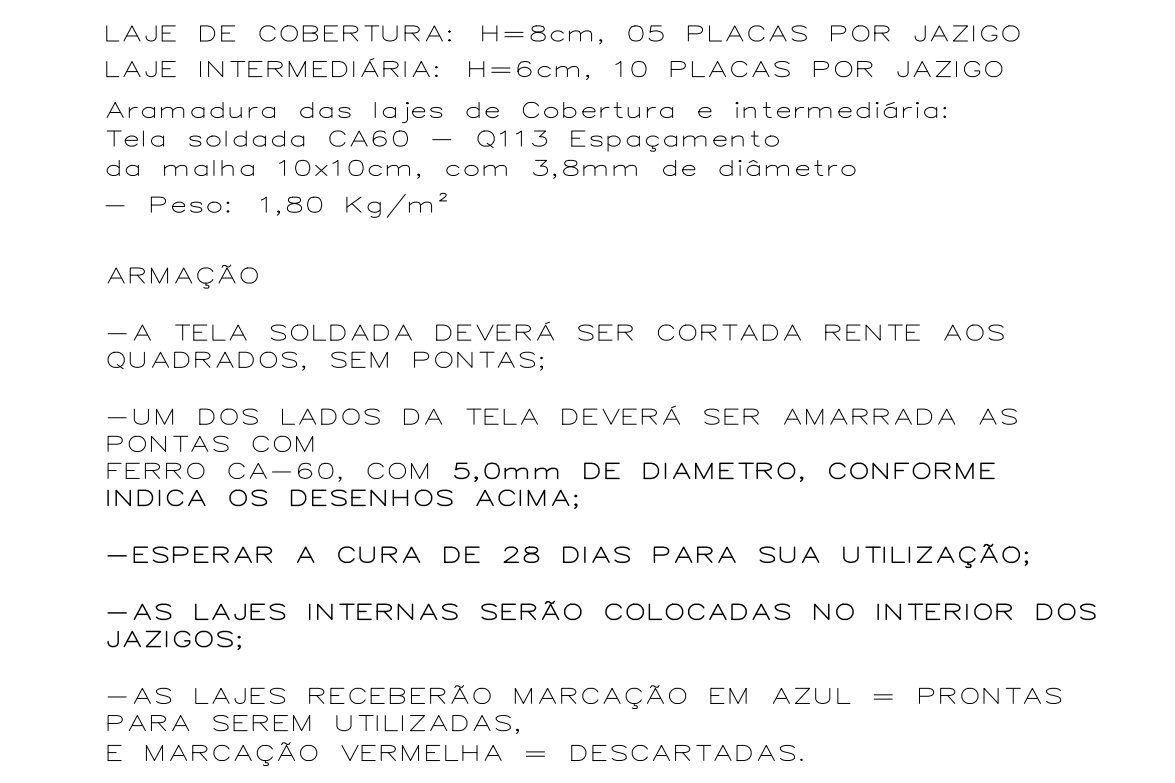 LAJE DE COBERTURA: H=8cm, 05 PLACAS POR JAZIGO
LAJE INTERMEDIÁRIA: H=6cm, 10 PLACAS POR JAZIGO
Aramadura das lajes de Cobertura e intermediária:
Tela soldada CA60 – Q113 Espaçamento
da malha 10x10cm, com 3,8mm de diâmetro
– Peso: 1,80 Kg/m²
ARMAÇÃO
–A TELA SOLDADA DEVERÁ SER CORTADA RENTE AOS
QUADRADOS, SEM PONTAS;
–UM DOS LADOS DA TELA DEVERÁ SER AMARRADA AS
PONTAS COM
FERRO CA–60, COM 5,0mm DE DIAMETRO, CONFORME
INDICA OS DESENHOS ACIMA;
–ESPERAR A CURA DE 28 DIAS PARA SUA UTILIZAÇÃO;
–AS LAJES INTERNAS SERÃO COLOCADAS NO INTERIOR DOS
JAZIGOS;
–AS LAJES RECEBERÃO MARCAÇÃO EM AZUL = PRONTAS
PARA SEREM UTILIZADAS,
E MARCAÇÃO VERMELHA = DESCARTADAS.